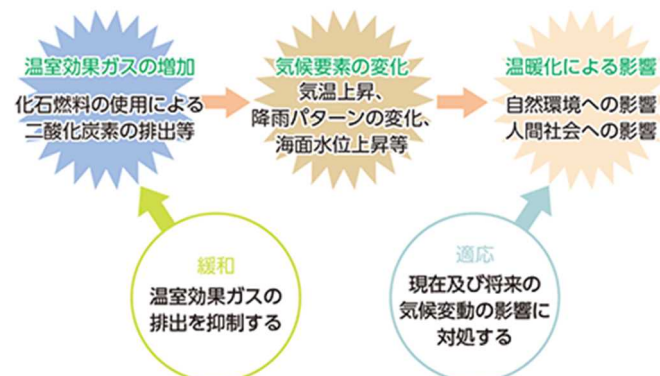 温室効果ガスの増加
化石燃料の使用による
二酸化炭素の排出等
気候要素の変化
気温上昇、
降雨パターンの変化、
海面水位上昇等
温暖化による影響
自然環境への影響
人間社会への影響
緩和
温室効果ガスの
排出を抑制する
適応
現在及び将来の
気候変動の影響に
対処する